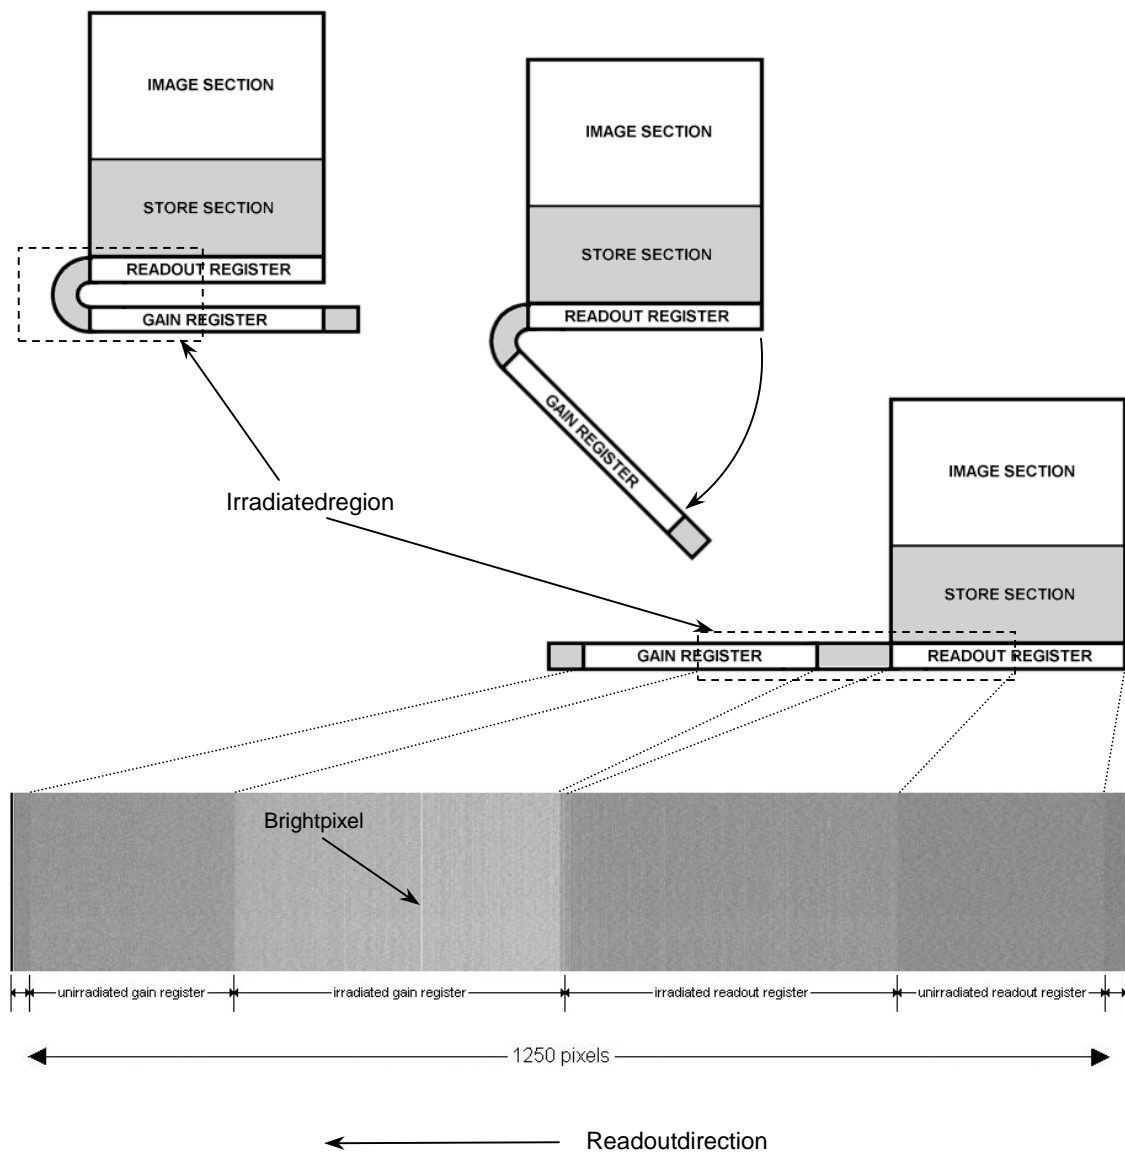 IMAGE SECTION
STORE SECTION
READOUT REGISTER
GAIN REGISTER
IMAGE SECTION
STORE SECTION
READOUT REGISTER
GAIN REGISTER
Irradiatedregion
IMAGE SECTION
STORE SECTION
GAIN REGISTER
READOUT REGISTER
Brightpixel
unirradiated gain register
irradiated gain register
irradiated readout register
unirradiated readout register
1250 pixels
Readoutdirection